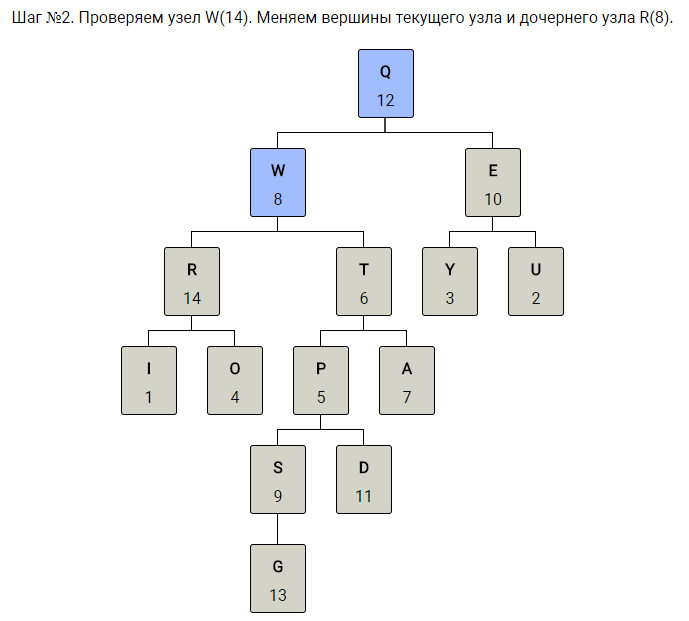 Шаг №2. Проверяем узел W(14). Меняем вершины текущего узла и дочернего узла R(8).
Q
12
W
8
E
10
R
14
T
6
Y
3
U
2
I
1
O
4
P
5
A
7
S
9
D
11
G
13